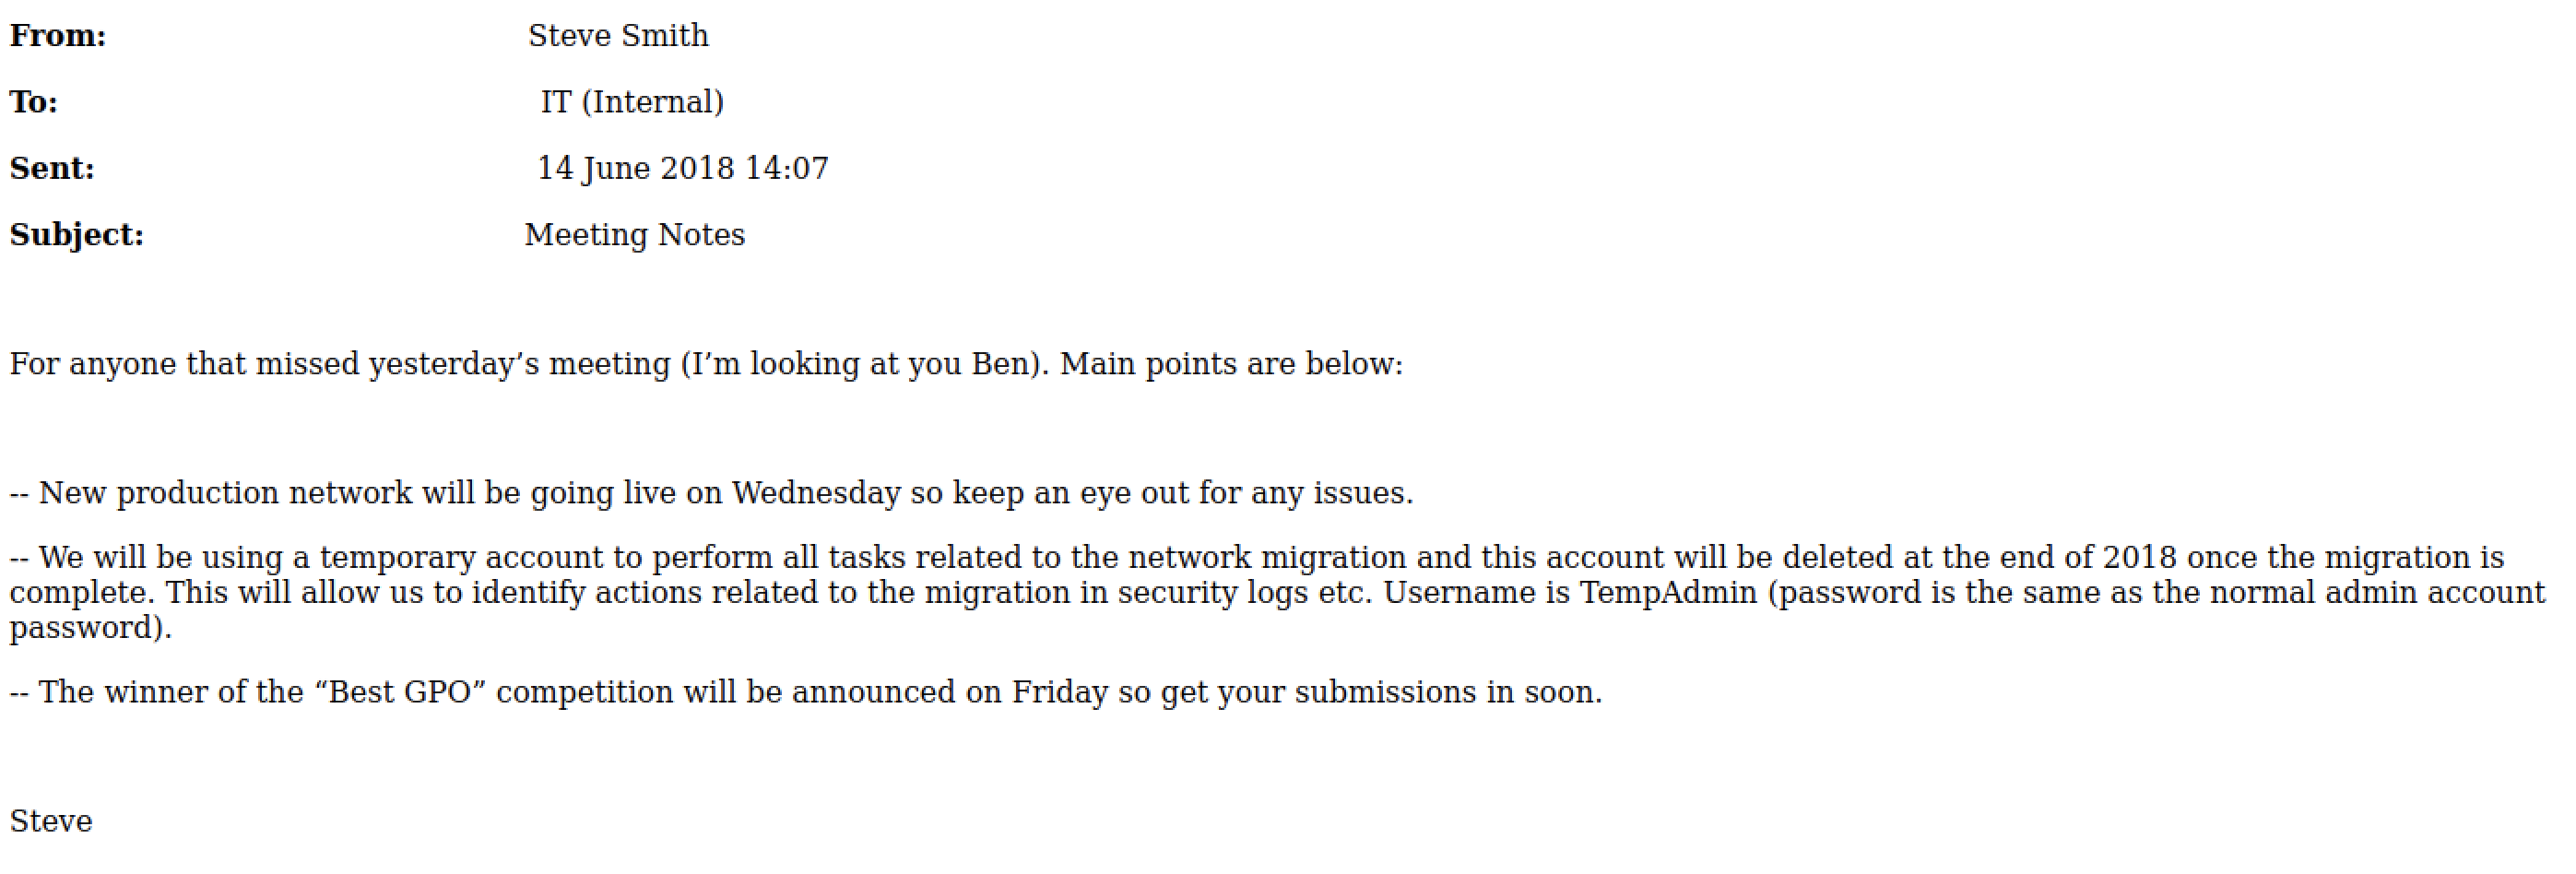 From: Steve Smith
To: IT (Internal)
Sent: 14 June 2018 14:07
Subject: Meeting Notes
For anyone that missed yesterday’s meeting (I’m looking at you Ben). Main points are below:
-- New production network will be going live on Wednesday so keep an eye out for any issues.
-- We will be using a temporary account to perform all tasks related to the network migration and this account will be deleted at the end of 2018 once the migration is
complete. This will allow us to identify actions related to the migration in security logs etc. Username is TempAdmin (password is the same as the normal admin account
password).
-- The winner of the “Best GPO” competition will be announced on Friday so get your submissions in soon.
Steve